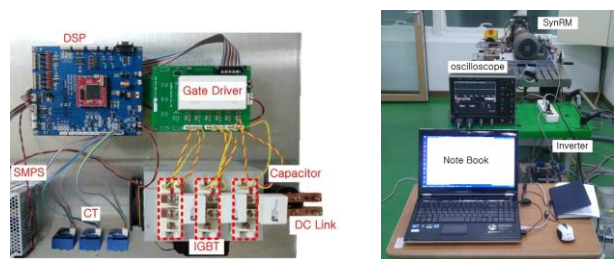 DSP
Gate Driver
SMPS
CT
IGBT
Capacitor
DC Link
SynRM
oscilloscope
Inverter
Note Book